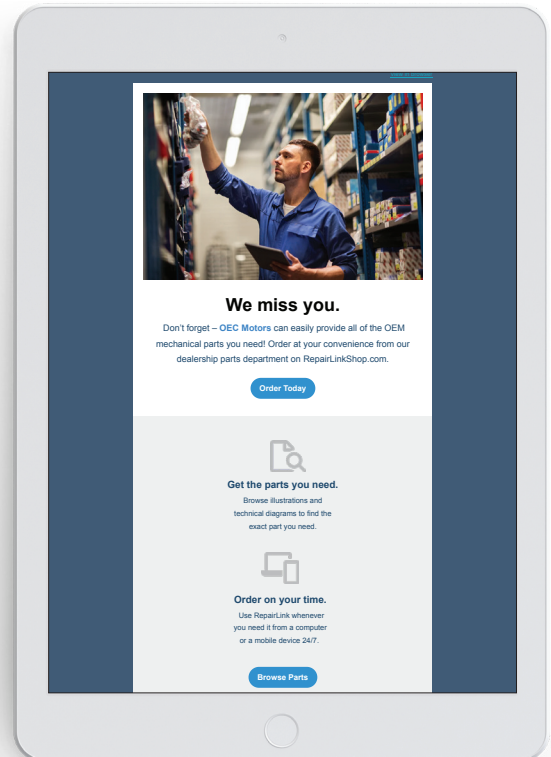 We miss you.
Don't forget – OEC Motors can easily provide all of the OEM
mechanical parts you need! Order at your convenience from our
dealership parts department on RepairLinkShop.com.
Order Today
Get the parts you need.
Browse illustrations and
technical diagrams to find the
exact part you need.
Order on your time.
Use RepairLink whenever
you need it from a computer
or a mobile device 24/7.
Browse Parts